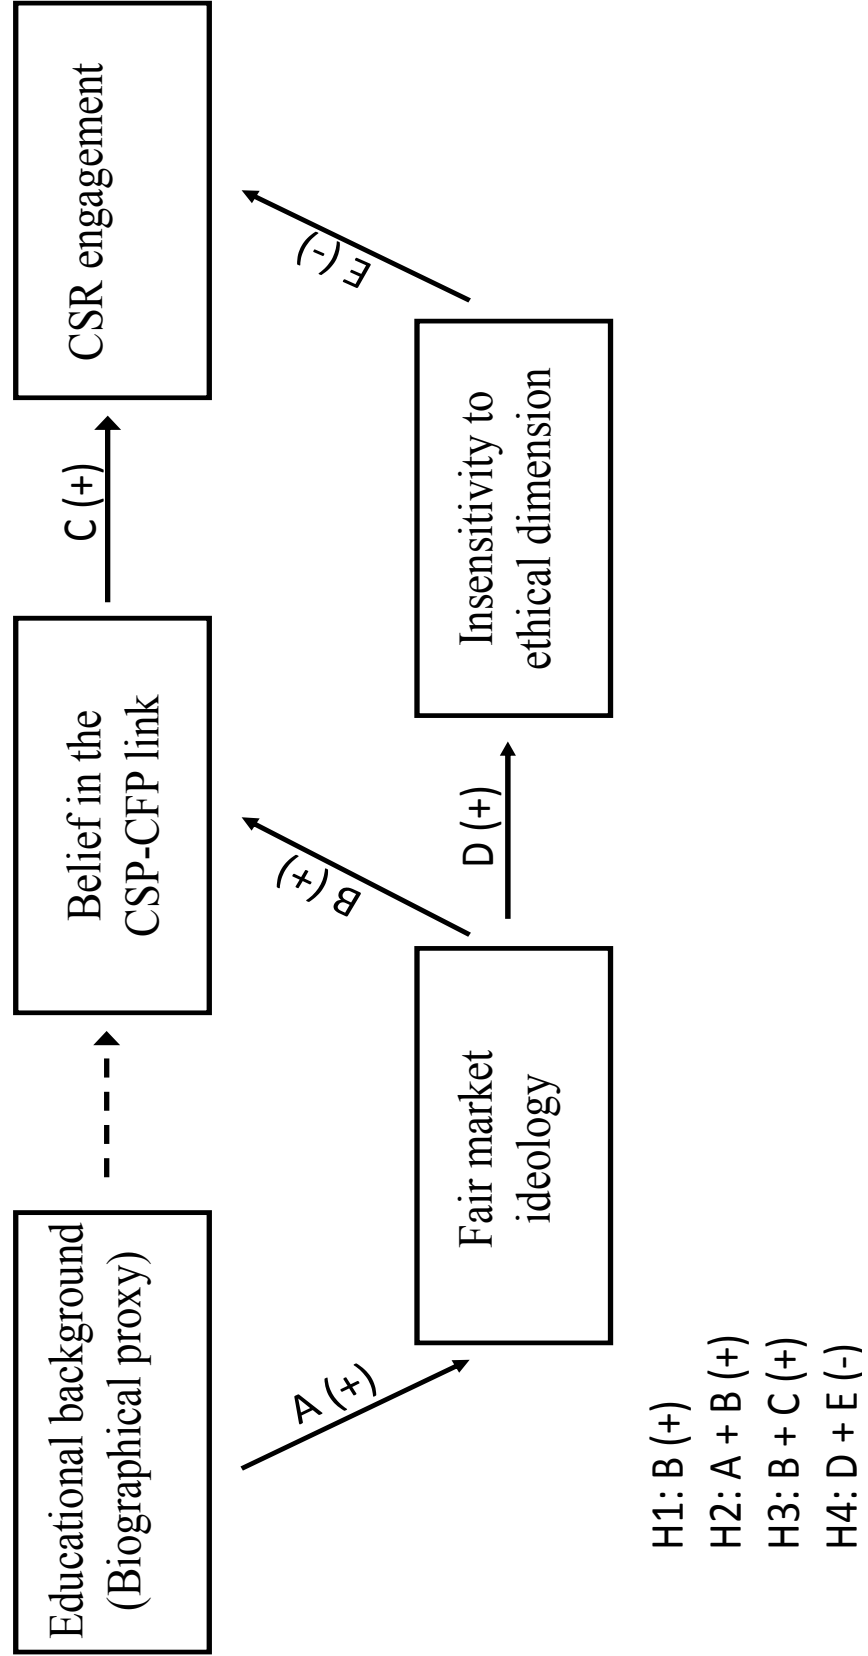 Educational background
(Biographical proxy)
Belief in the
CSP-CFP link
CSR engagement
C (+)
A (+)
B (+)
E (-)
Fair market
ideology
D (+)
Insensitivity to
ethical dimension
H1: B (+)
H2: A + B (+)
H3: B + C (+)
H4: D + E (-)